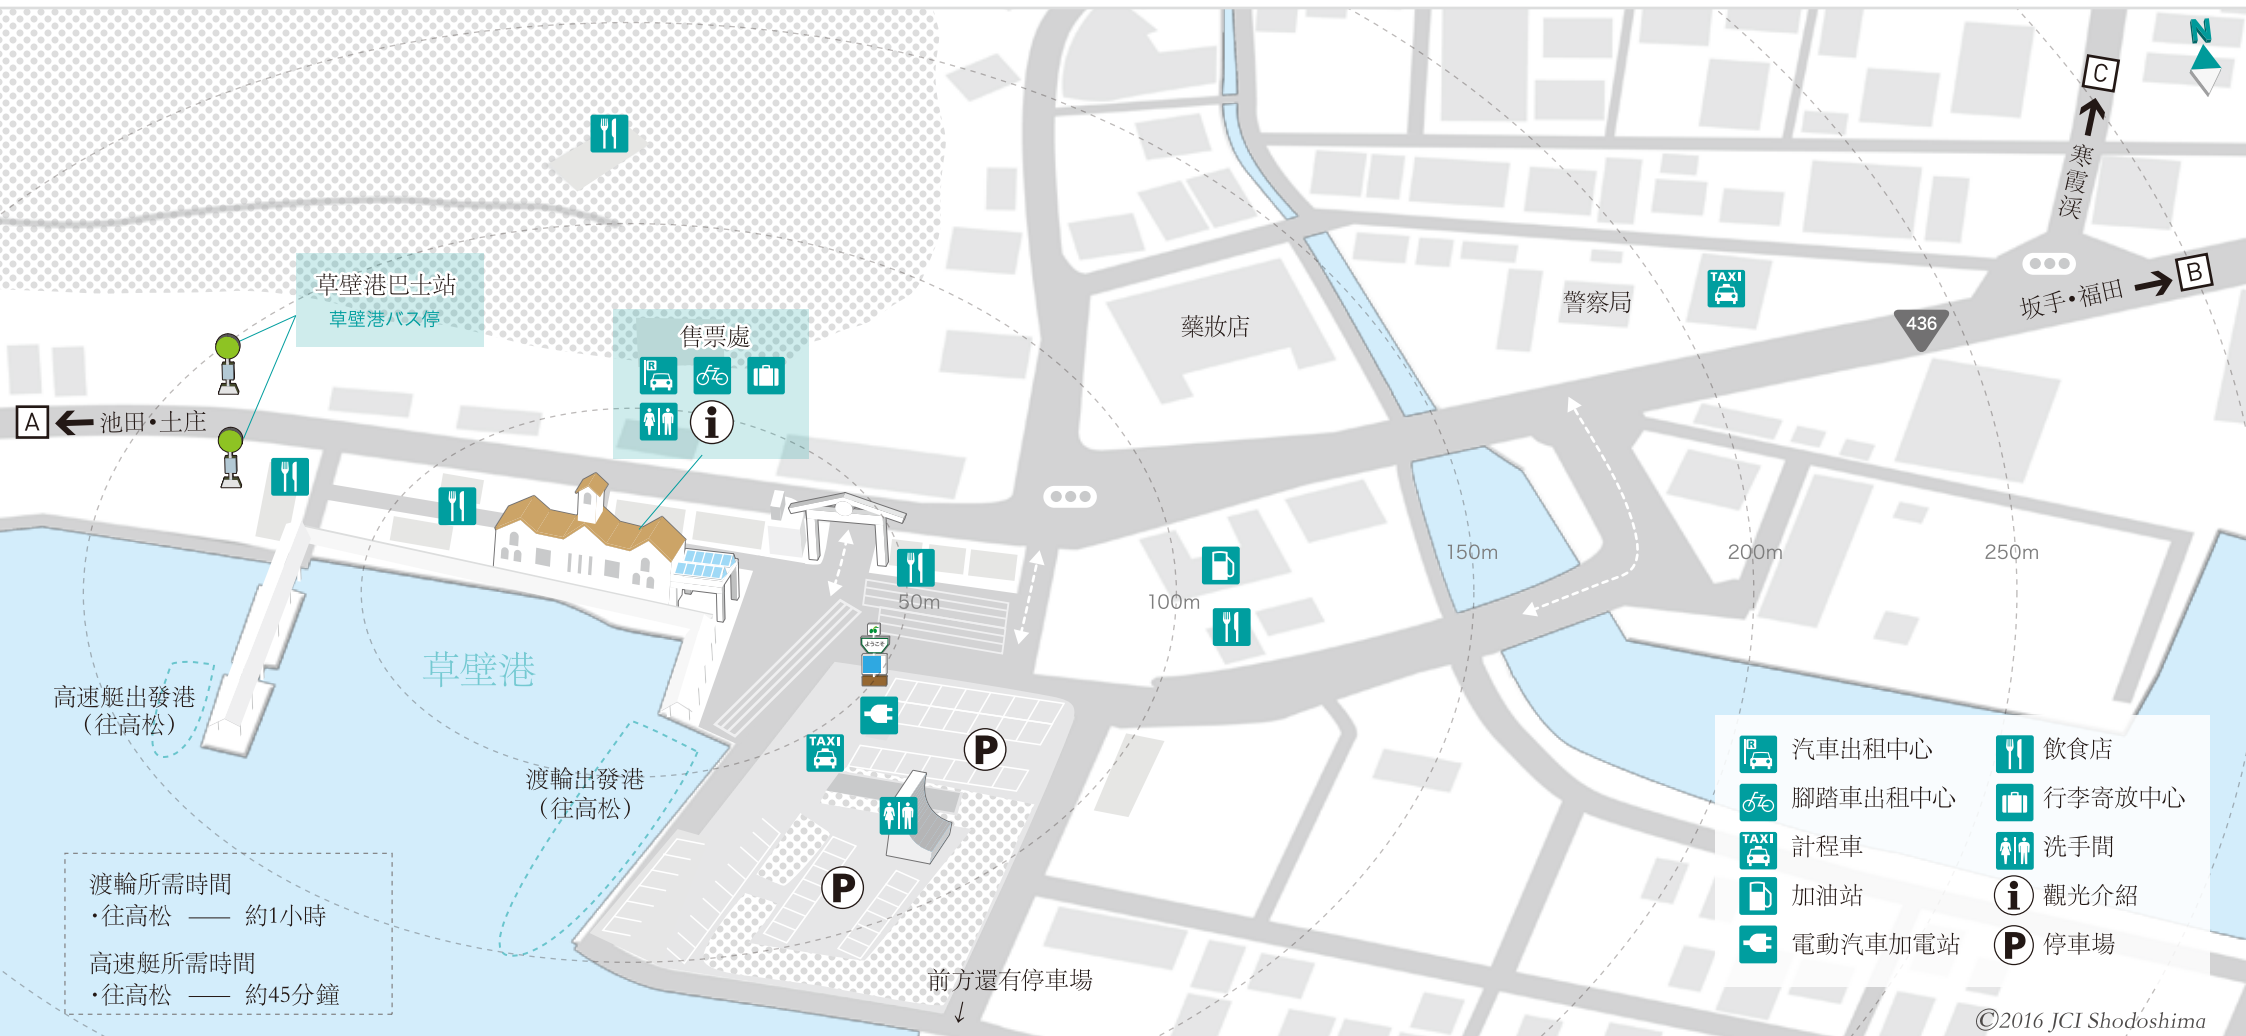 N
C
寒霞渓
B
坂手・福田
436
TAXI
警察局
藥妝店
草壁港巴士站
草壁港バス停
售票處
R
i
A
池田・土庄
50m
100m
150m
200m
250m
ようこそ
草壁港
高速艇出發港
（往高松）
渡輪出發港
（往高松）
TAXI
P
P
渡輪所需時間
・往高松 —— 約1小時
高速艇所需時間
・往高松 —— 約45分鐘
前方還有停車場
↓
R 汽車出租中心
腳踏車出租中心
TAXI 計程車
加油站
電動汽車加電站
飲食店
行李寄放中心
洗手間
i 觀光介紹
P 停車場
©2016 JCI Shodoshima